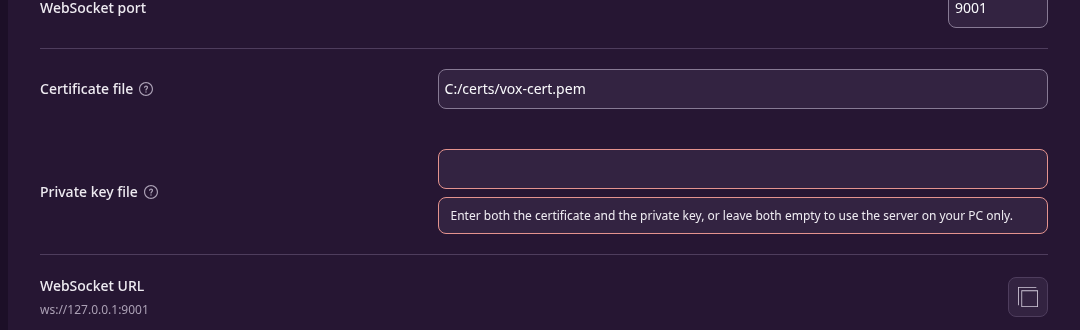 WebSocket port
9001
Certificate file
C:/certs/vox-cert.pem
Private key file
Enter both the certificate and the private key, or leave both empty to use the server on your PC only.
WebSocket URL
ws://127.0.0.1:9001